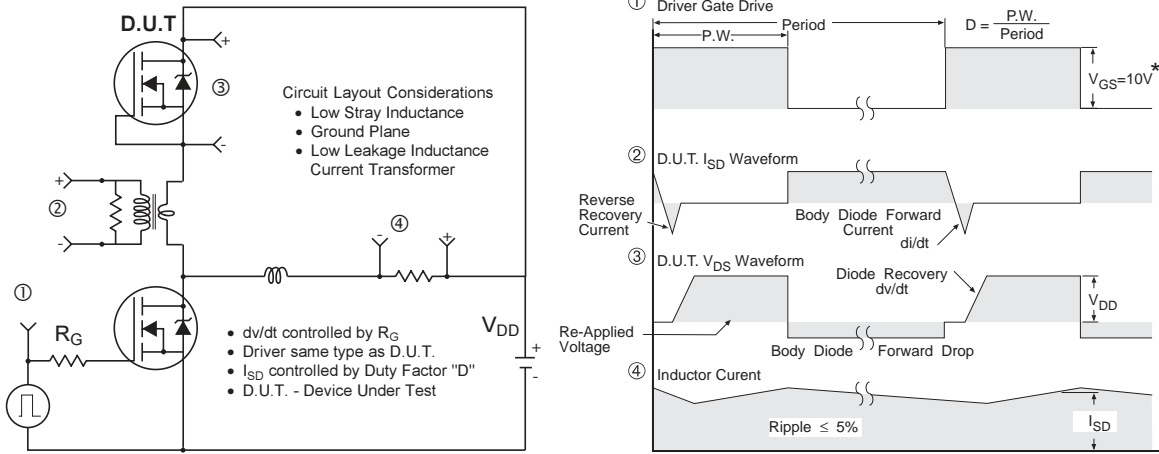 D.U.T
+
③
-
Circuit Layout Considerations
• Low Stray Inductance
• Ground Plane
• Low Leakage Inductance
Current Transformer
+
②
-
④
-
+
①
R_G
• dv/dt controlled by R_G
• Driver same type as D.U.T.
• I_SD controlled by Duty Factor "D"
• D.U.T. - Device Under Test
V_DD
+
-
① Driver Gate Drive
Period
P.W.
D = P.W.
Period
V_GS=10V*
② D.U.T. I_SD Waveform
Reverse
Recovery
Current
Body Diode Forward
Current
di/dt
③ D.U.T. V_DS Waveform
Diode Recovery
dv/dt
V_DD
Re-Applied
Voltage
Body Diode Forward Drop
④ Inductor Curent
Ripple ≤ 5%
I_SD